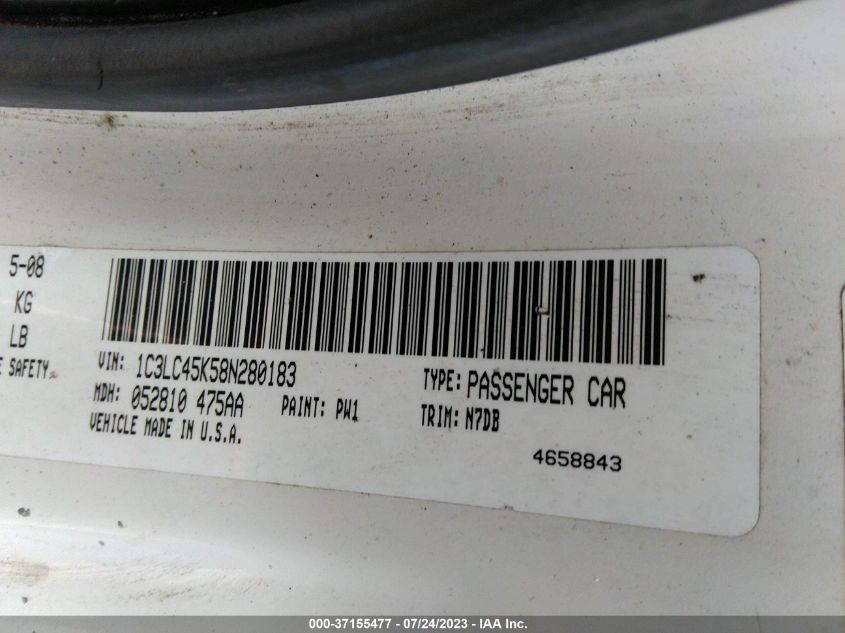 5-08
KG
LB
E SAFETY,
VIN: 1C3LC45K58N280183
TYPE: PASSENGER CAR
MDH: 052810 475AA
PAINT: PW1
TRIM: N7DB
VEHICLE MADE IN U.S.A.
4658843
000-37155477 - 07/24/2023 - IAA Inc.